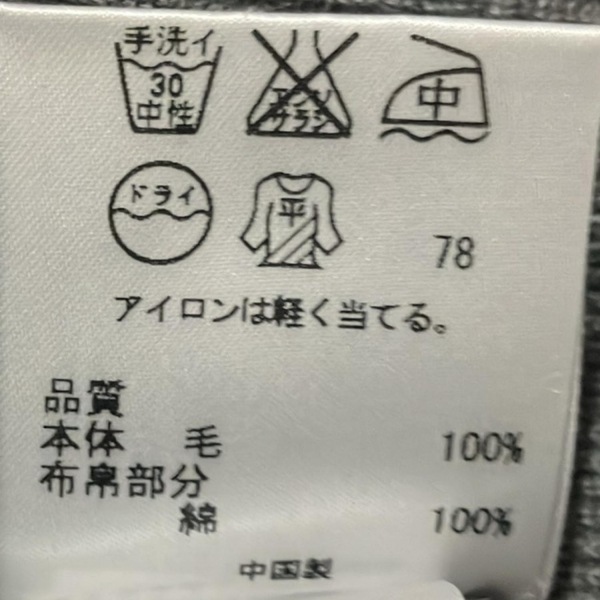 手洗イ
30
中性
エンソ
サラシ
中
ドライ
平
78
アイロンは軽く当てる。
品質
本体 毛 100%
布帛部分
綿 100%
中国製